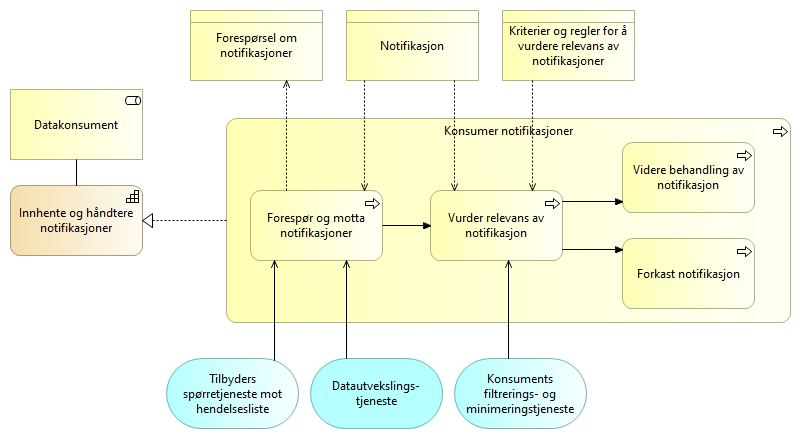 Forespørsel om
notifikasjoner
Notifikasjon
Kriterier og regler for å
vurdere relevans av
notifikasjoner
Datakonsument
Innhente og håndtere
notifikasjoner
Konsumer notifikasjoner
Forespør og motta
notifikasjoner
Vurder relevans av
notifikasjon
Videre behandling av
notifikasjon
Forkast notifikasjon
Tilbyders
spørretjeneste mot
hendelsesliste
Datautvekslings-
tjeneste
Konsuments
filtrerings- og
minimeringstjeneste